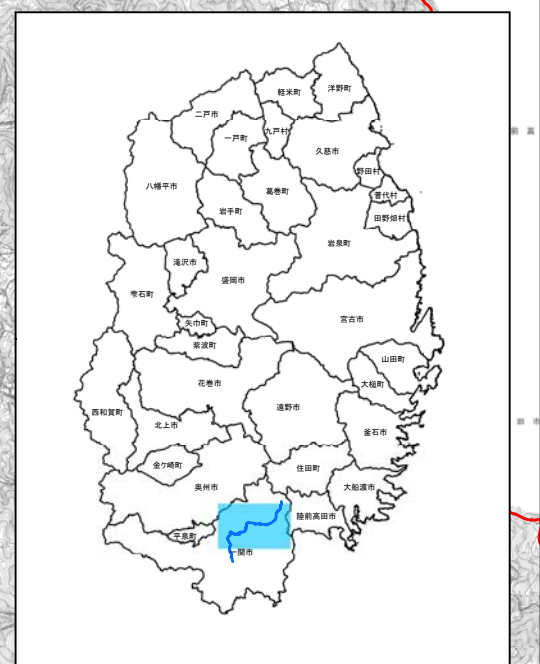 洋野町
軽米町
二戸市
九戸村
一戸町
久慈市
野田村
八幡平市
葛巻町
普代村
岩手町
田野畑村
岩泉町
滝沢市
盛岡市
雫石町
矢巾町
宮古市
紫波町
山田町
花巻市
大槌町
遠野市
西和賀町
北上市
釜石市
金ケ崎町
住田町
奥州市
大船渡市
陸前高田市
平泉町
一関市